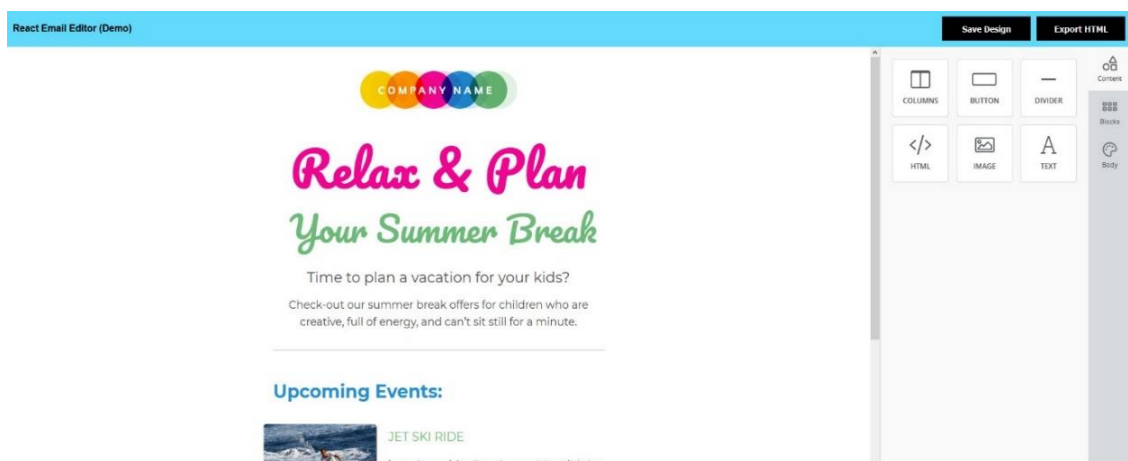 React Email Editor (Demo)
Save Design
Export HTML
COMPANY NAME
Relax & Plan
Your Summer Break
Time to plan a vacation for your kids?
Check-out our summer break offers for children who are
creative, full of energy, and can't sit still for a minute.
Upcoming Events:
JET SKI RIDE
COLUMNS
BUTTON
DIVIDER
HTML
IMAGE
TEXT
Content
Blocks
Body